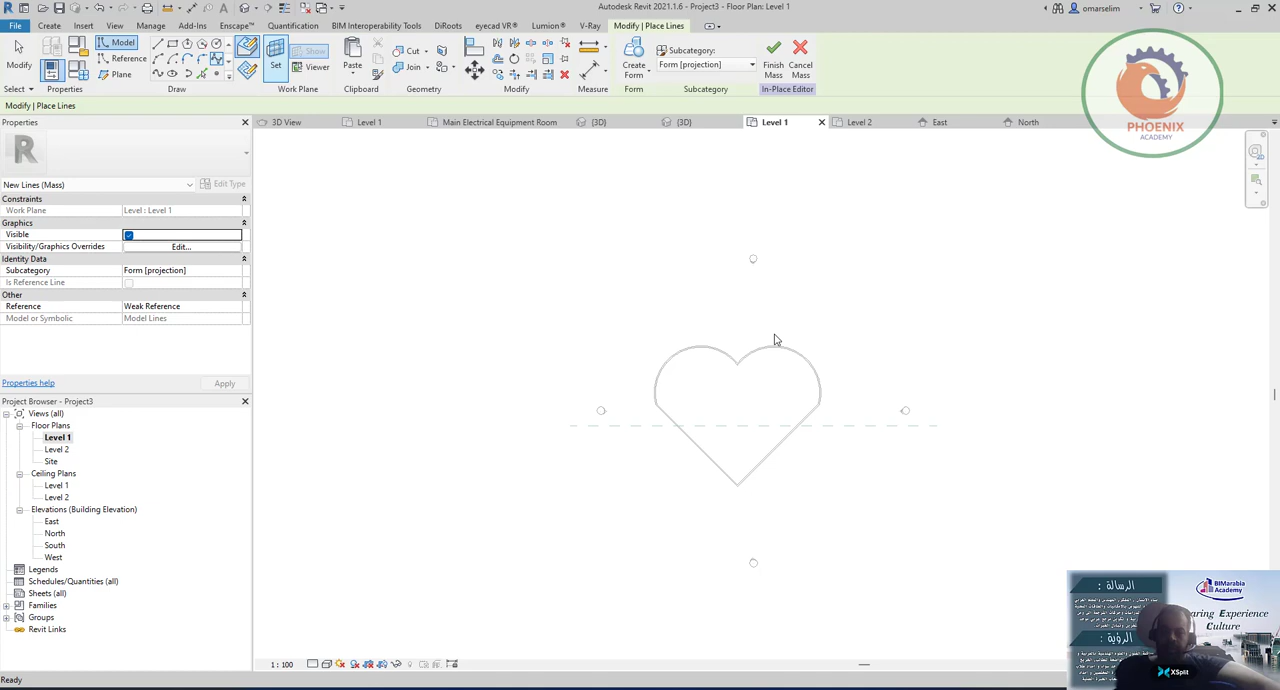 Autodesk Revit 2021.1.6 - Project3 - Floor Plan: Level 1
omarselim
File Create Insert View Manage Add-Ins Enscape™ Quantification BIM Interoperability Tools DiRoots eyecad VR® Lumion® V-Ray Modify | Place Lines
Modify
Model
Reference
Plane
Set
Show
Viewer
Paste
Cut
Join
Create Form
Subcategory:
Form [projection]
Finish Mass
Cancel Mass
Select Properties Draw Work Plane Clipboard Geometry Modify Measure Form Subcategory In-Place Editor
Modify | Place Lines
Properties
3D View Level 1 Main Electrical Equipment Room {3D} {3D} Level 1 Level 2 East North
PHOENIX
ACADEMY
New Lines (Mass) Edit Type
Constraints
Work Plane Level : Level 1
Graphics
Visible
Visibility/Graphics Overrides Edit...
Identity Data
Subcategory Form [projection]
Is Reference Line
Other
Reference Weak Reference
Model or Symbolic Model Lines
Properties help Apply
Project Browser - Project3
Views (all)
Floor Plans
Level 1
Level 2
Site
Ceiling Plans
Level 1
Level 2
Elevations (Building Elevation)
East
North
South
West
Legends
Schedules/Quantities (all)
Sheets (all)
Families
Groups
Revit Links
1 : 100
Ready
الرسالة :
الرؤية :
BIMarabia
Academy
Experience
Culture
XSplit